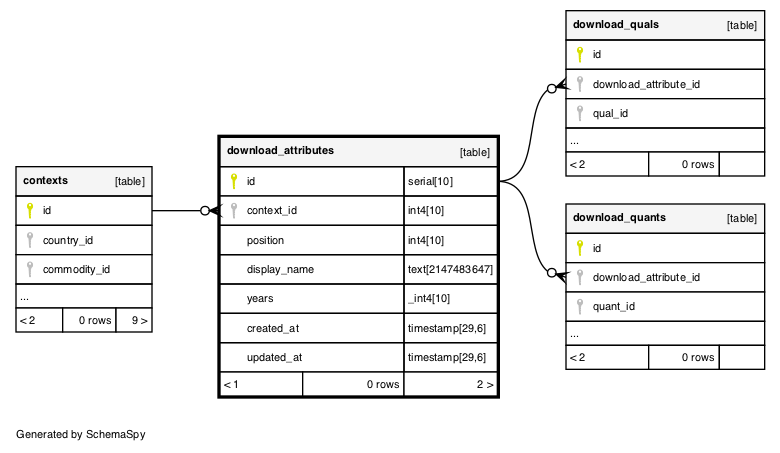 contexts [table]
id
country_id
commodity_id
...
< 2 0 rows 9 >
download_attributes [table]
id serial[10]
context_id int4[10]
position int4[10]
display_name text[2147483647]
years _int4[10]
created_at timestamp[29,6]
updated_at timestamp[29,6]
< 1 0 rows 2 >
download_quals [table]
id
download_attribute_id
qual_id
...
< 2 0 rows
download_quants [table]
id
download_attribute_id
quant_id
...
< 2 0 rows
Generated by SchemaSpy